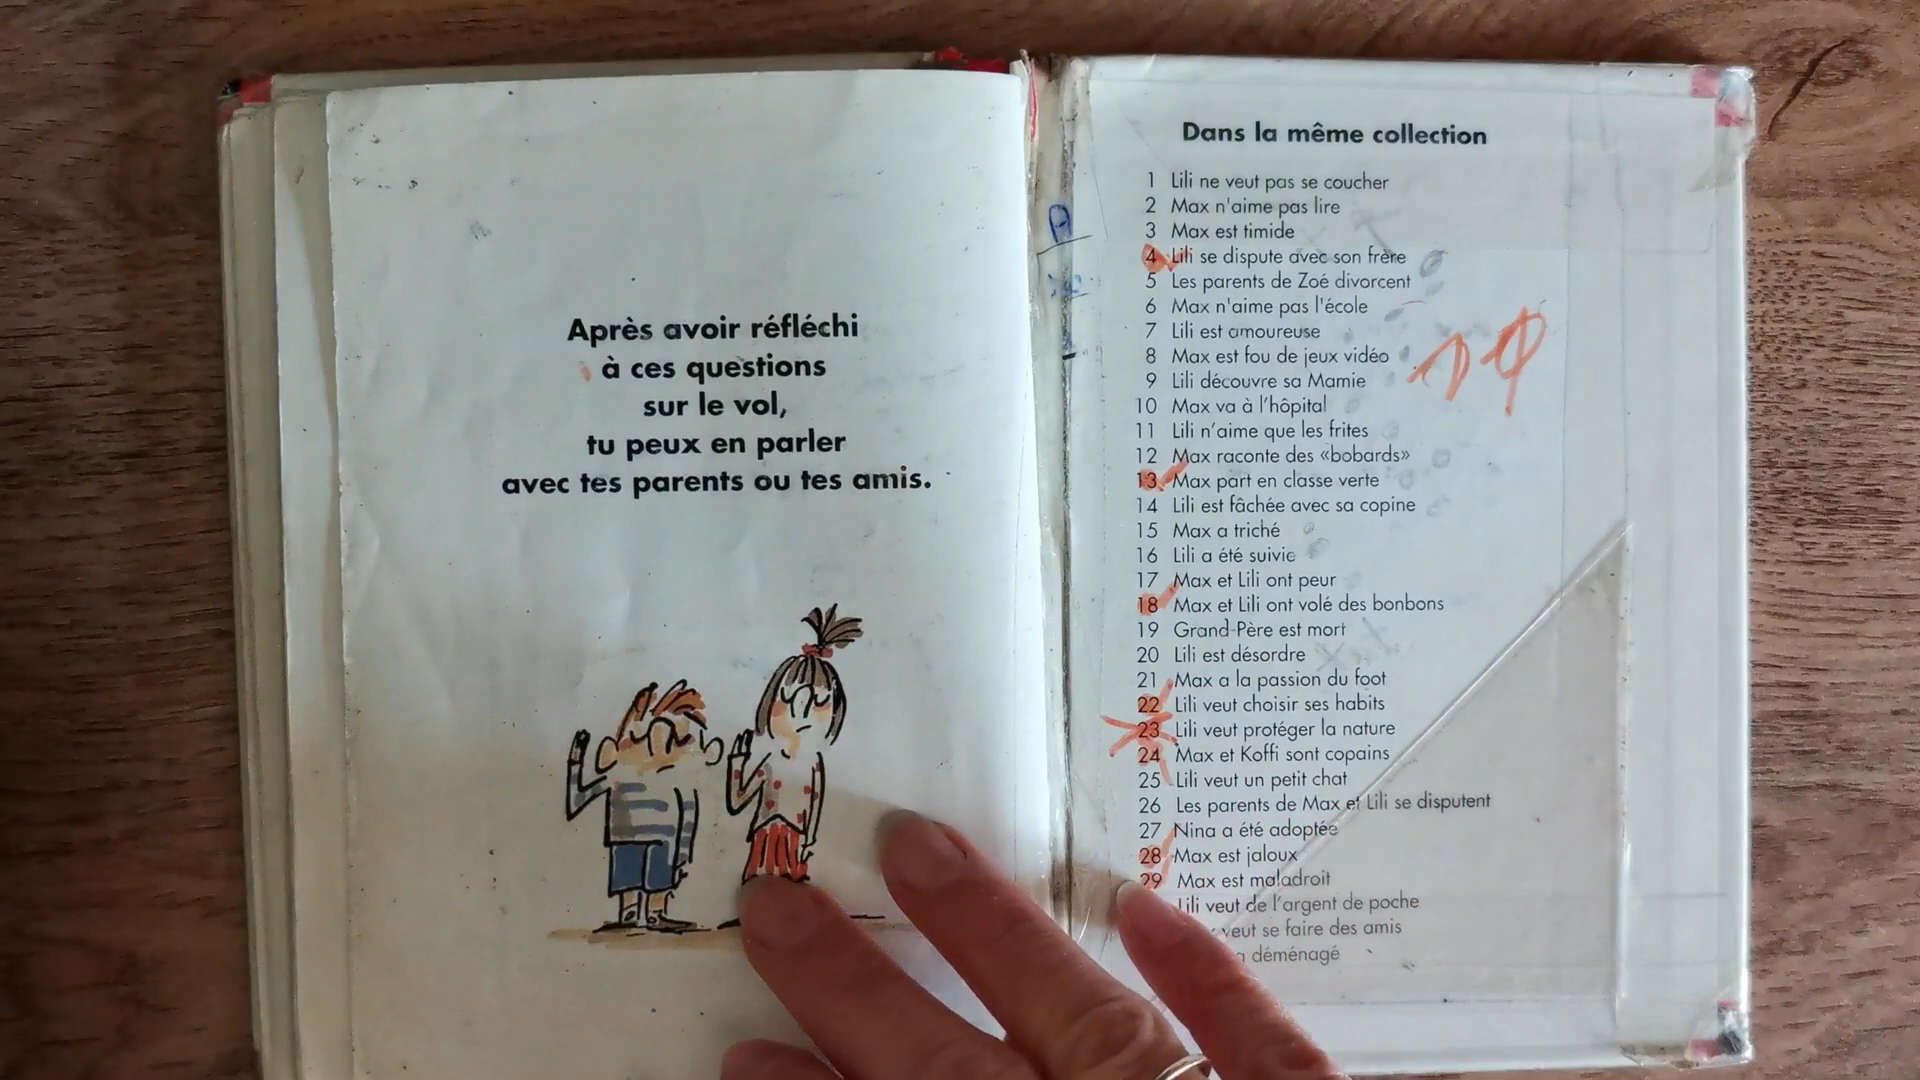 Après avoir réfléchi
à ces questions
sur le vol,
tu peux en parler
avec tes parents ou tes amis.
Dans la même collection
1 Lili ne veut pas se coucher
2 Max n'aime pas lire
3 Max est timide
4 Lili se dispute avec son frère
5 Les parents de Zoé divorcent
6 Max n'aime pas l'école
7 Lili est amoureuse
8 Max est fou de jeux vidéo
9 Lili découvre sa Mamie
10 Max va à l'hôpital
11 Lili n'aime que les frites
12 Max raconte des «bobards»
13 Max part en classe verte
14 Lili est fâchée avec sa copine
15 Max a triché
16 Lili a été suivie
17 Max et Lili ont peur
18 Max et Lili ont volé des bonbons
19 Grand-Père est mort
20 Lili est désordre
21 Max a la passion du foot
22 Lili veut choisir ses habits
23 Lili veut protéger la nature
24 Max et Koffi sont copains
25 Lili veut un petit chat
26 Les parents de Max et Lili se disputent
27 Nina a été adoptée
28 Max est jaloux
29 Max est maladroit
Lili veut de l'argent de poche
veut se faire des amis
déménagé